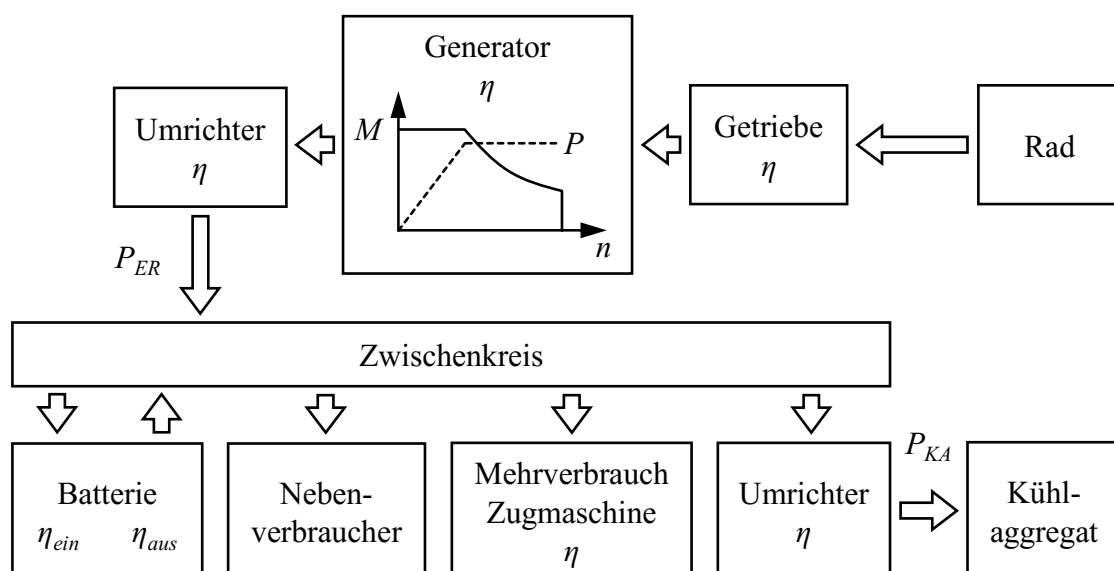 Generator
η
M
P
n
Umrichter
η
Getriebe
η
Rad
P_ER
Zwischenkreis
Batterie
η_ein η_aus
Neben-
verbraucher
Mehrverbrauch
Zugmaschine
η
Umrichter
η
P_KA
Kühl-
aggregat